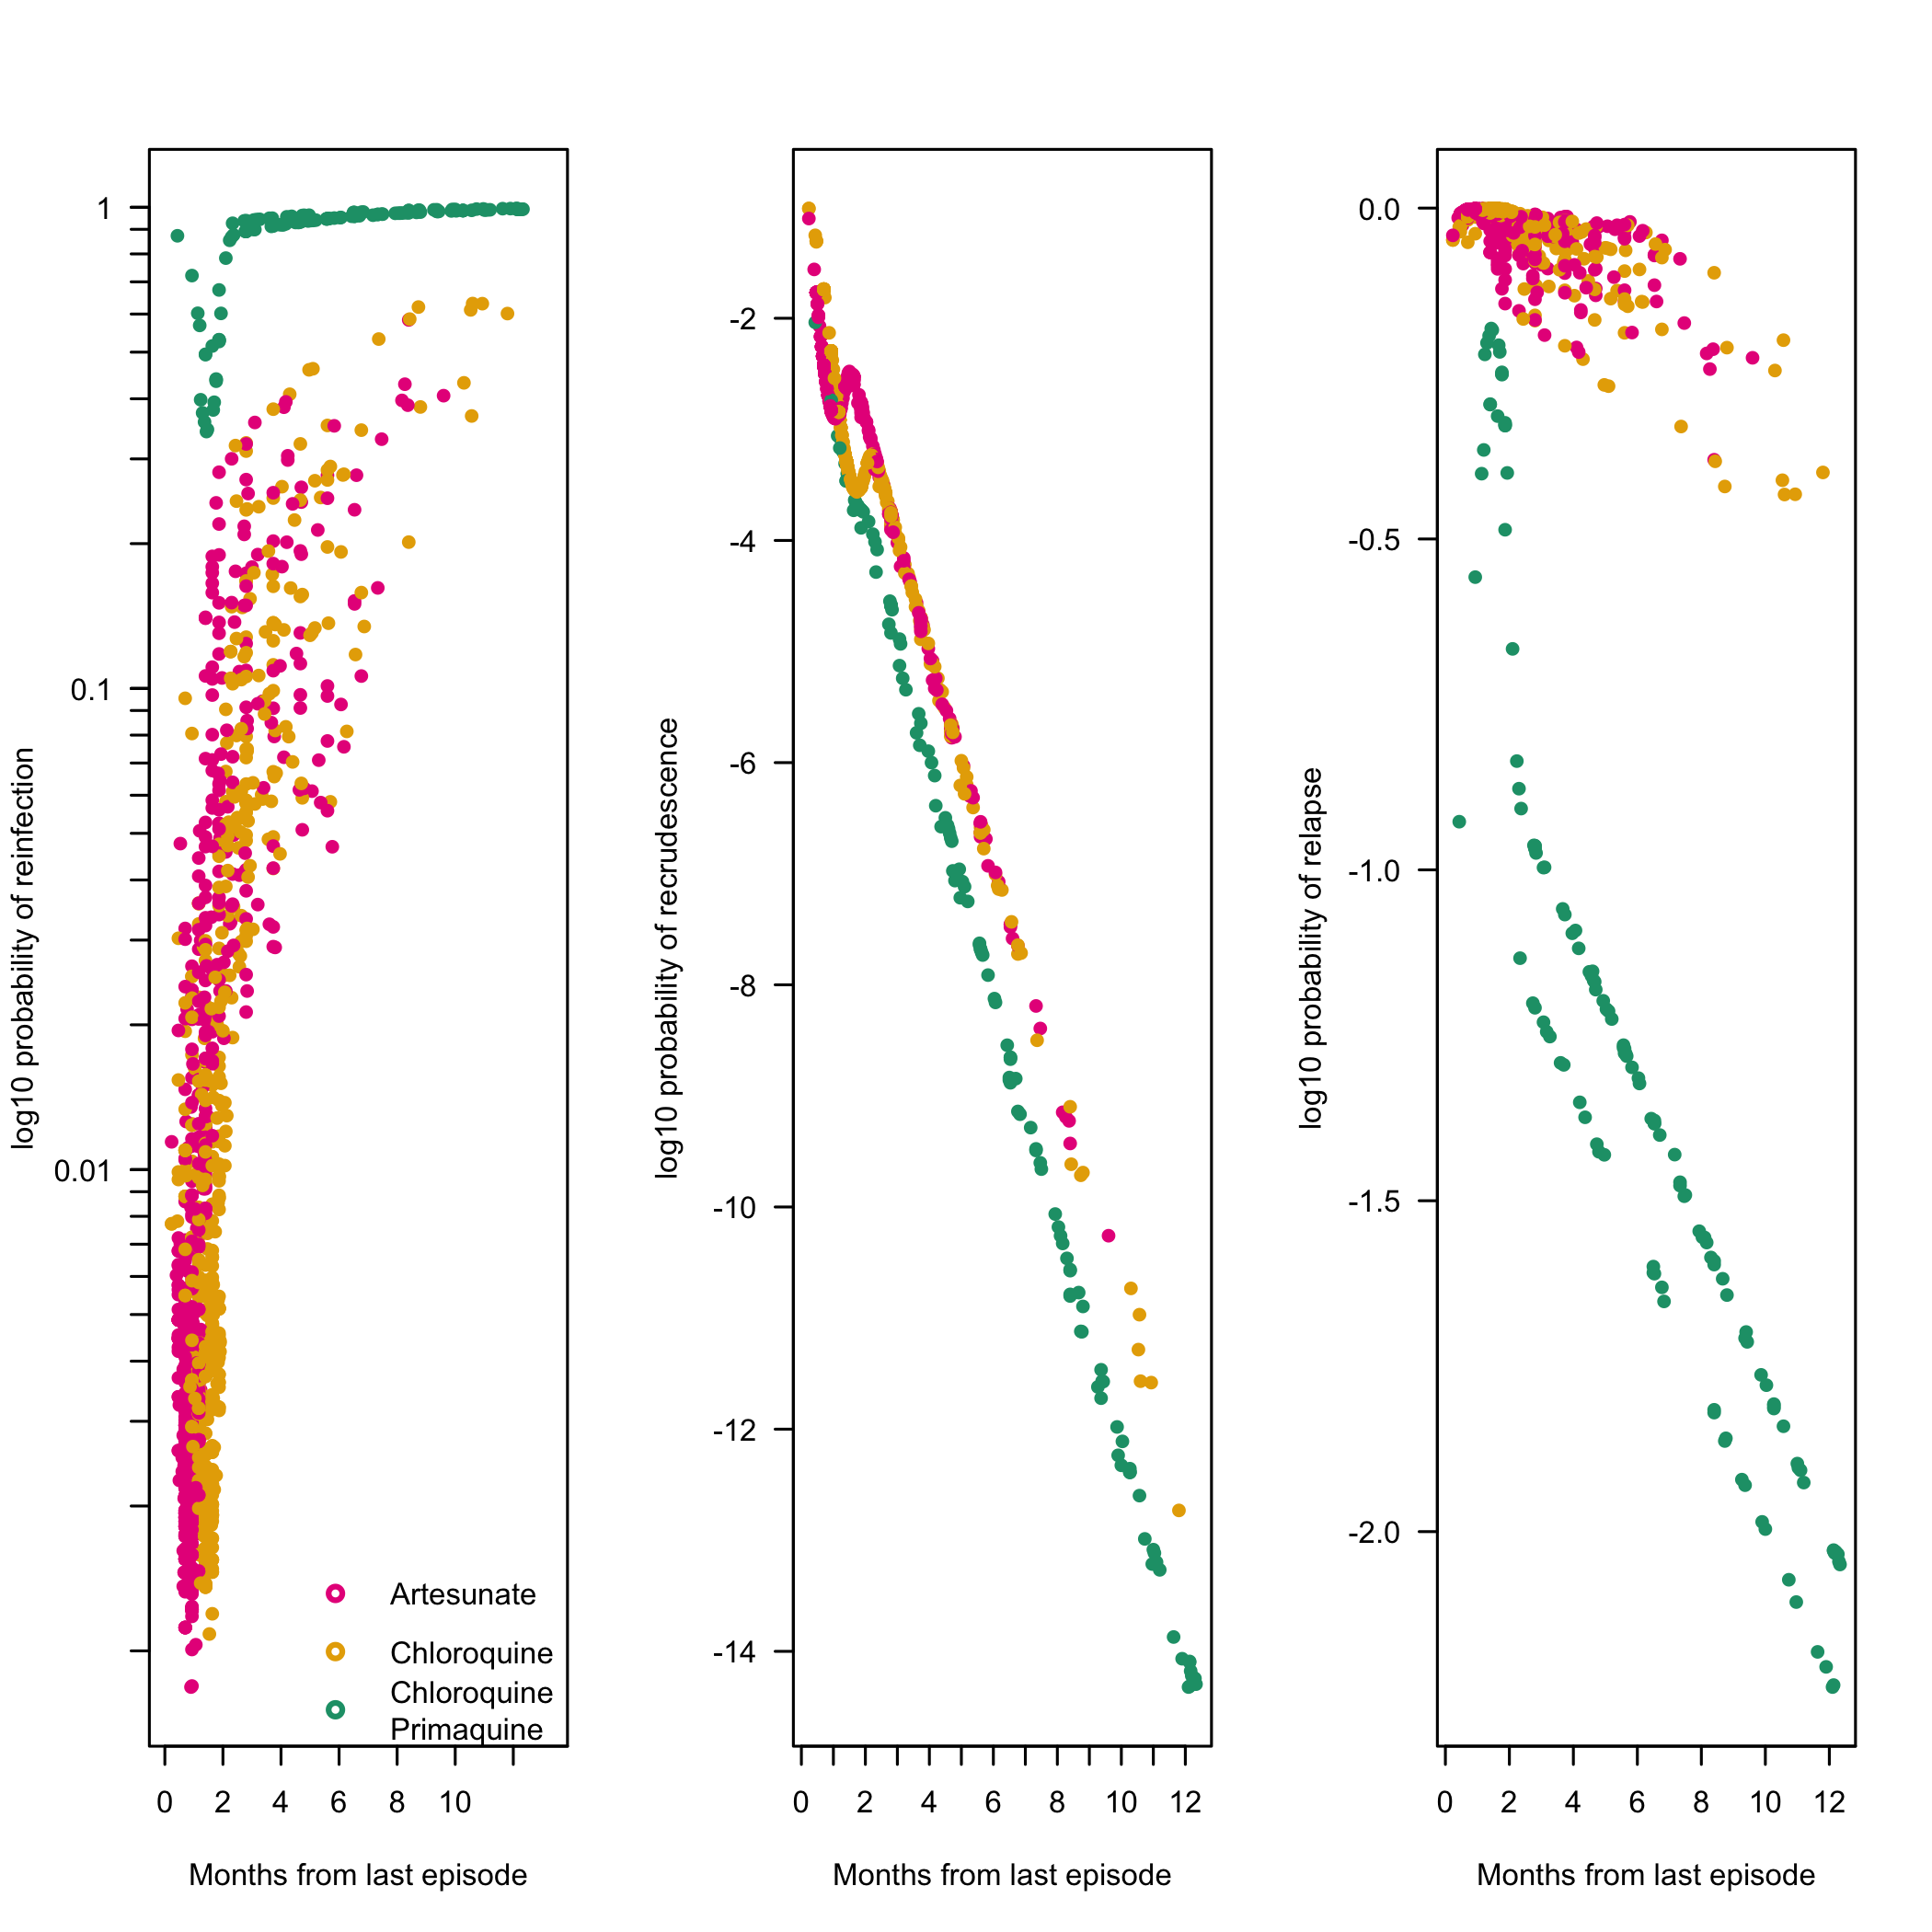 log10 probability of reinfection
1
0.1
0.01
Artesunate
Chloroquine
Chloroquine
Primaquine
0 2 4 6 8 10
Months from last episode
log10 probability of recrudescence
-2
-4
-6
-8
-10
-12
-14
0 2 4 6 8 10 12
Months from last episode
log10 probability of relapse
0.0
-0.5
-1.0
-1.5
-2.0
0 2 4 6 8 10 12
Months from last episode